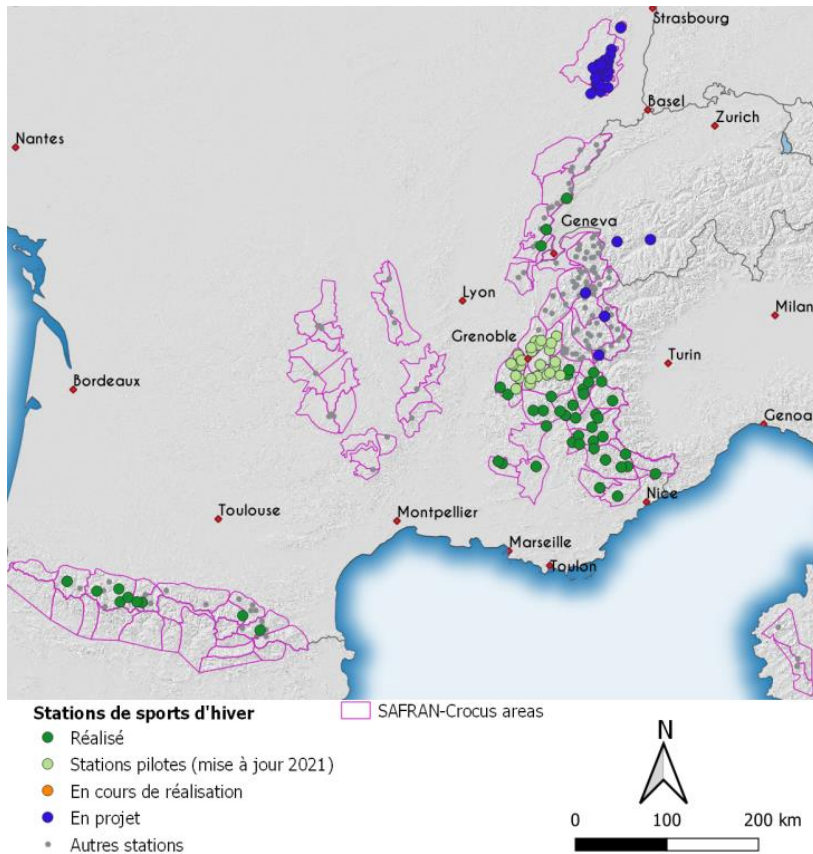 Strasbourg
Basel
Zurich
Nantes
Geneva
Lyon
Milan
Grenoble
Turin
Bordeaux
Genoa
Toulouse
Montpellier
Nice
Marseille
Toulon
Stations de sports d'hiver
SAFRAN-Crocus areas
Réalisé
Stations pilotes (mise à jour 2021)
En cours de réalisation
En projet
Autres stations
N
0 100 200 km